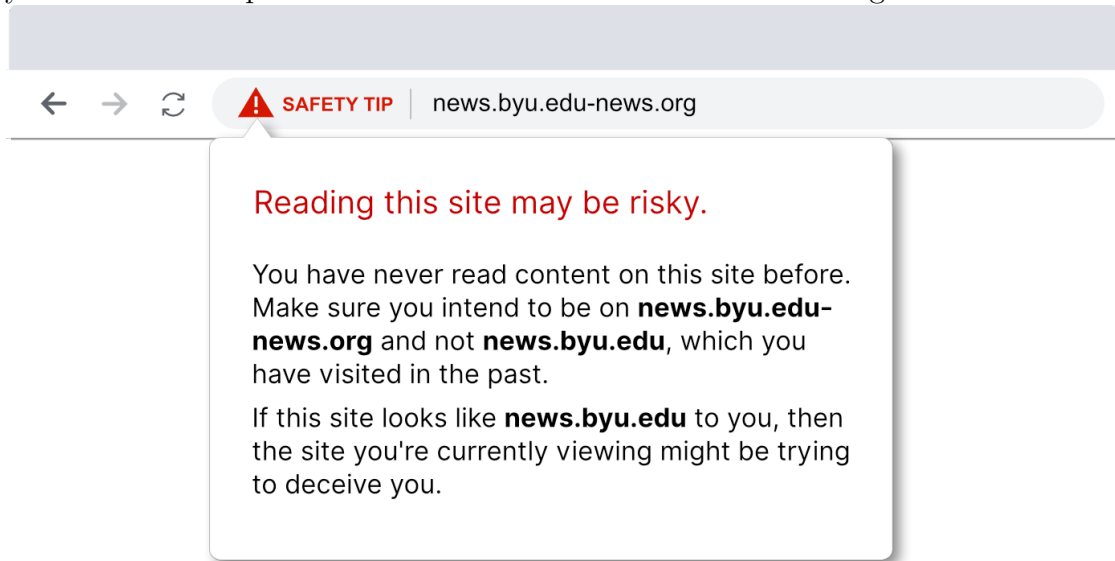 SAFETY TIP news.byu.edu-news.org
Reading this site may be risky.
You have never read content on this site before.
Make sure you intend to be on news.byu.edu-
news.org and not news.byu.edu, which you
have visited in the past.
If this site looks like news.byu.edu to you, then
the site you're currently viewing might be trying
to deceive you.